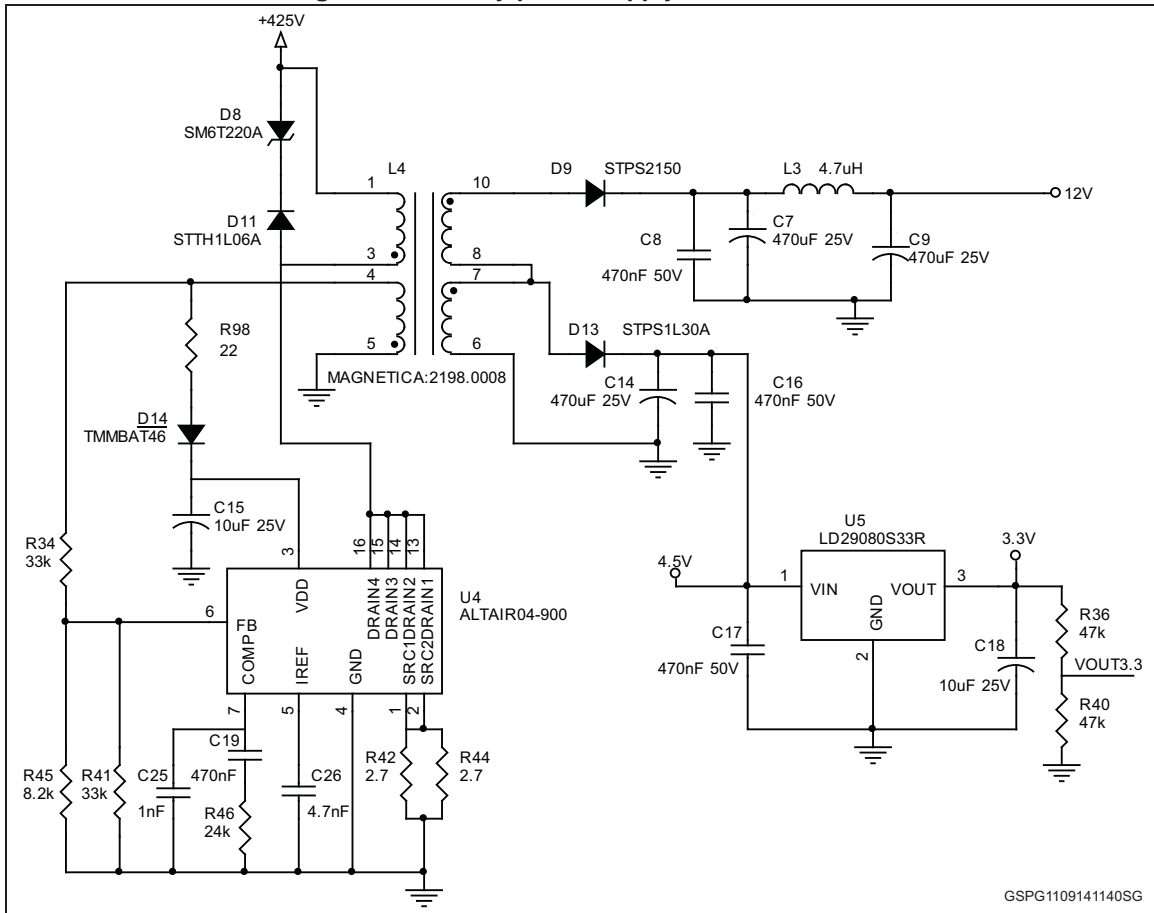 +425V
D8
SM6T220A
L4
D9 STPS2150
L3 4.7uH
1
10
12V
D11
STTH1L06A
C8
470nF 50V
C7
470uF 25V
C9
470uF 25V
3
8
4
7
R98
22
D13 STPS1L30A
5
6
MAGNETICA:2198.0008
C14
470uF 25V
C16
470nF 50V
D14
TMMBAT46
C15
10uF 25V
U5
LD29080S33R
R34
33k
3
16
15
14
13
4.5V
3.3V
1
VIN
VOUT
3
GND
2
VDD
DRAIN4
DRAIN3
DRAIN2
DRAIN1
U4
ALTAIR04-900
6
FB
COMP
IREF
GND
SRC1
SRC2
C17
470nF 50V
C18
10uF 25V
R36
47k
VOUT3.3
R40
47k
7
5
4
1
2
C19
470nF
R42
2.7
R44
2.7
R45
8.2k
R41
33k
C25
1nF
R46
24k
C26
4.7nF
GSPG1109141140SG